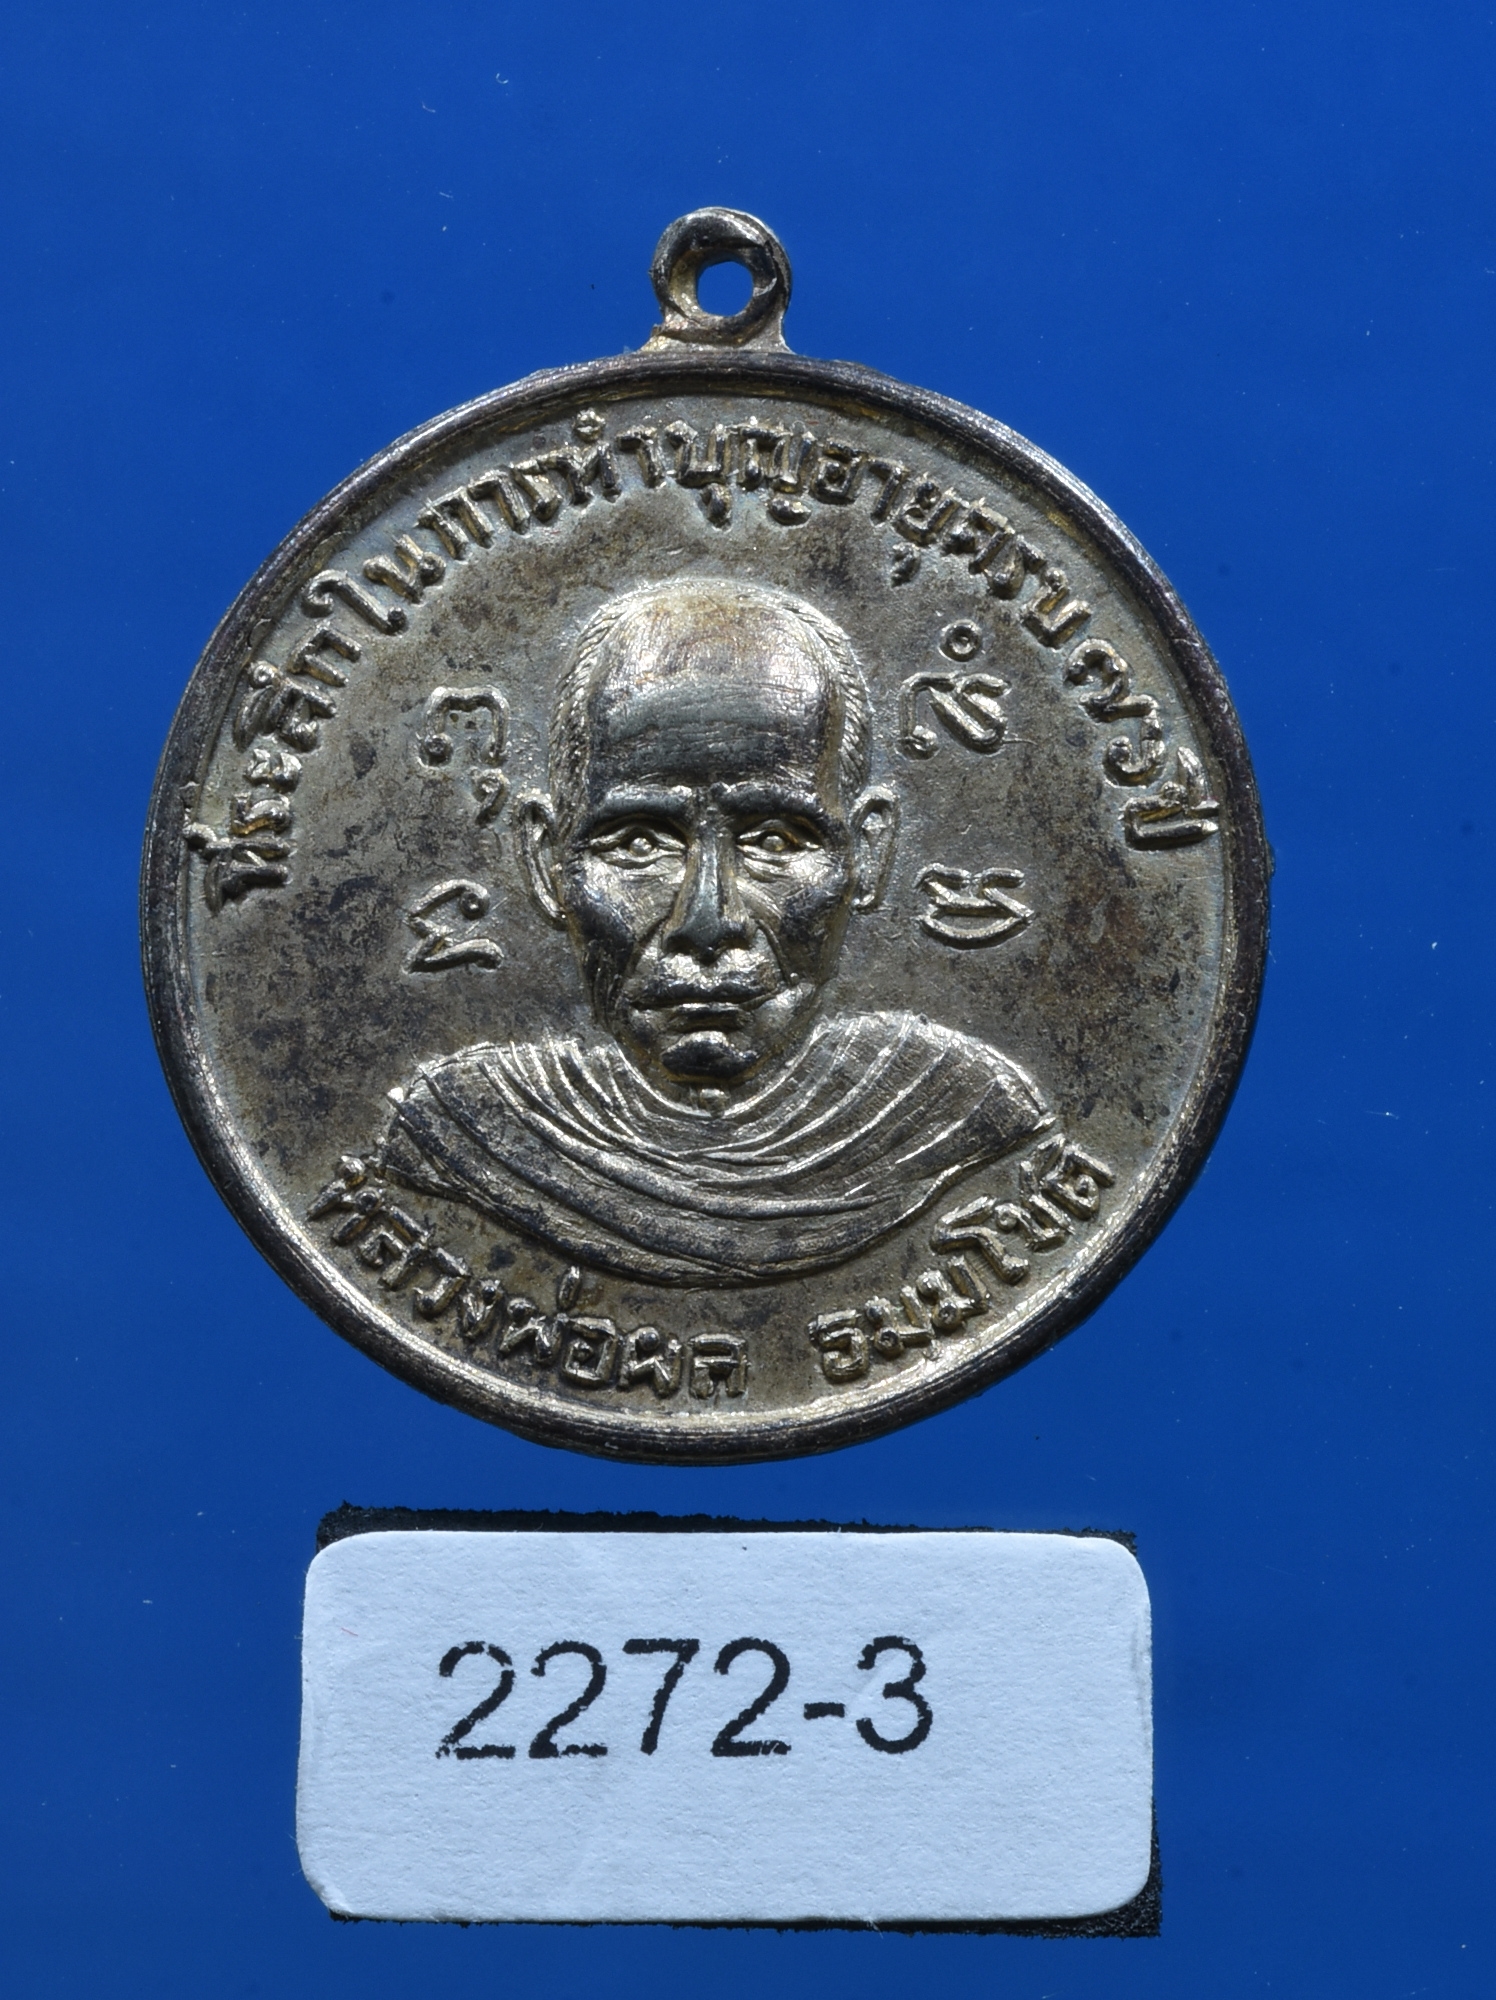 ที่ระลึกในการทำบุญอายุครบ๗๖ปี
หลวงพ่อผล ธมมโชติ
2272-3